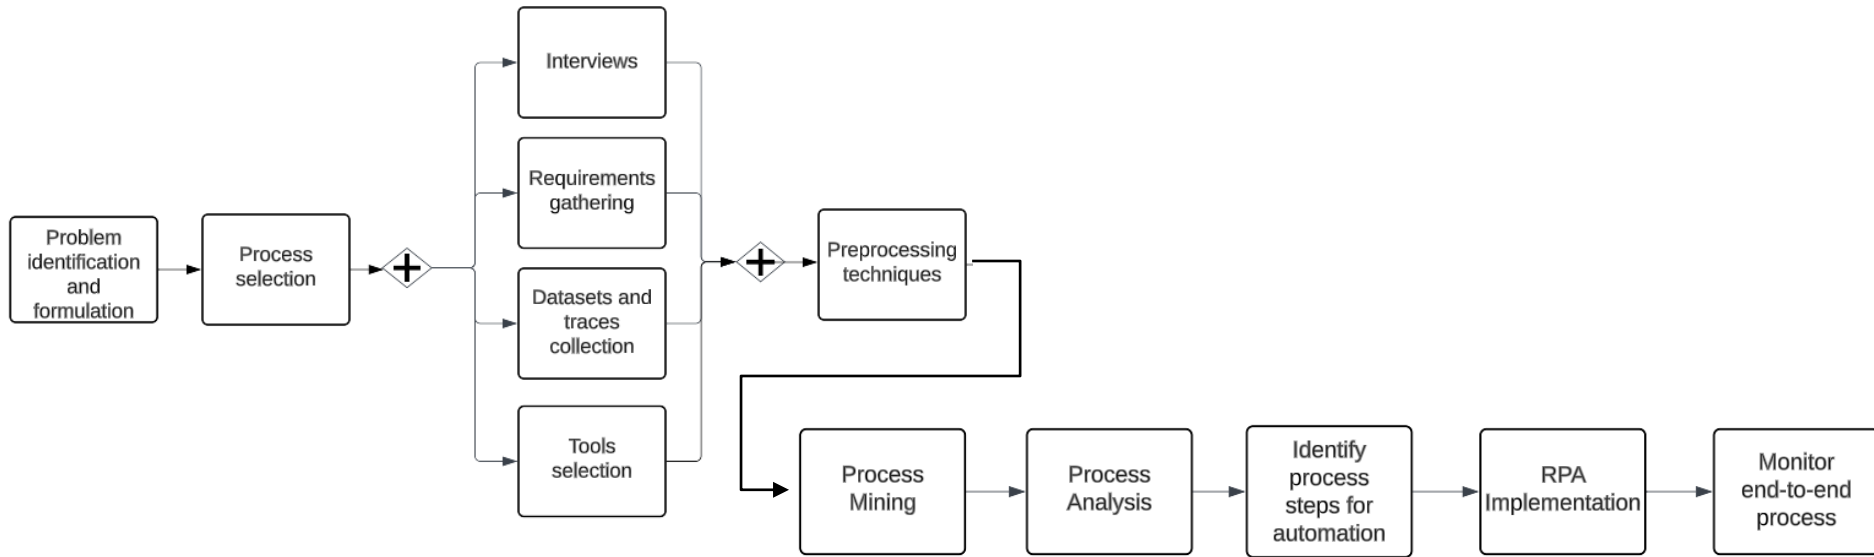 Problem
identification
and
formulation
Process
selection
Interviews
Requirements
gathering
Datasets and
traces
collection
Tools
selection
Preprocessing
techniques
Process
Mining
Process
Analysis
Identify
process
steps for
automation
RPA
Implementation
Monitor
end-to-end
process